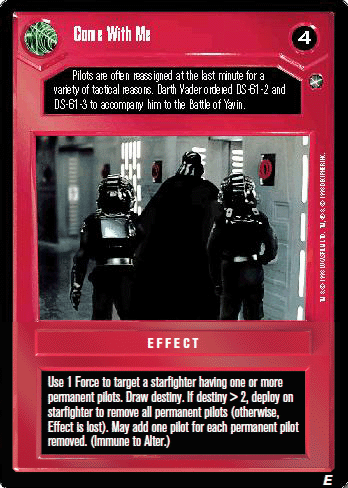 Come With Me
4
Pilots are often reassigned at the last minute for a
variety of tactical reasons. Darth Vader ordered DS-61-2 and
DS-61-3 to accompany him to the Battle of Yavin.
EFFECT
Use 1 Force to target a starfighter having one or more
permanent pilots. Draw destiny. If destiny > 2, deploy on
starfighter to remove all permanent pilots (otherwise,
Effect is lost). May add one pilot for each permanent pilot
removed. (Immune to Alter.)
E